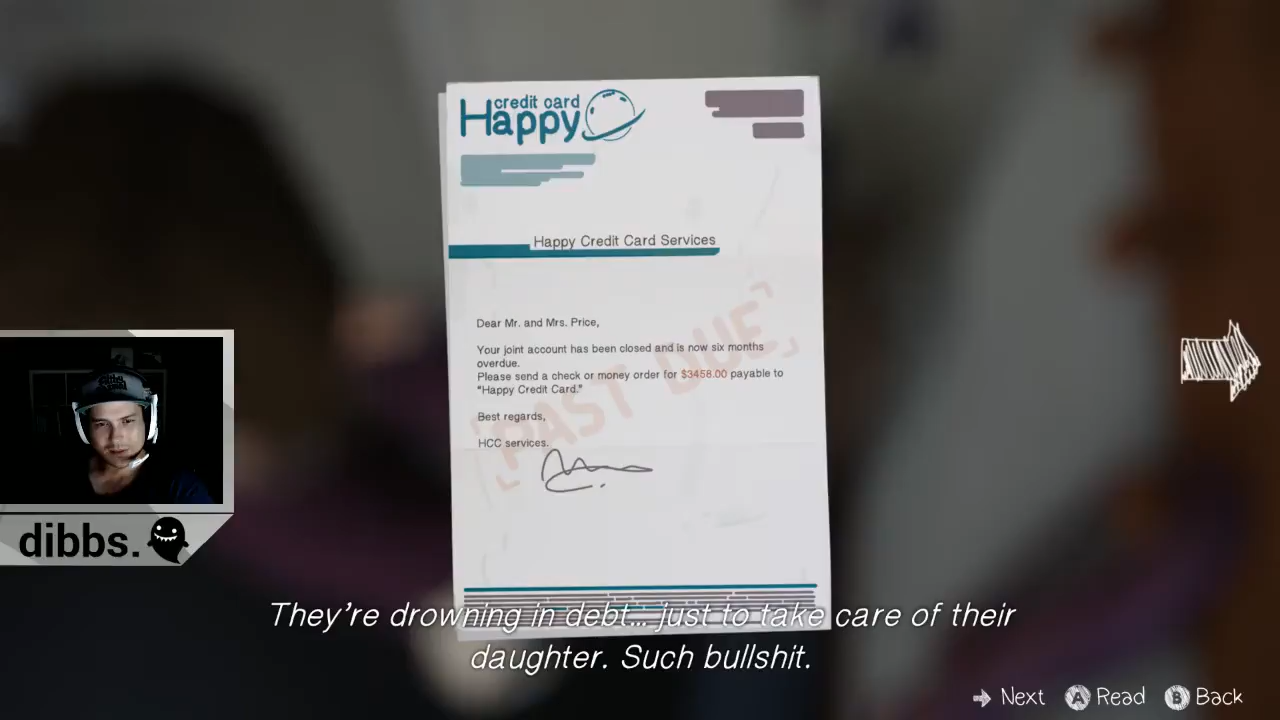 credit card
Happy
Happy Credit Card Services
Dear Mr. and Mrs. Price,
Your joint account has been closed and is now six months
overdue.
Please send a check or money order for $3458.00 payable to
"Happy Credit Card."
Best regards,
HCC services.
PAST DUE
dibbs.
They're drowning in debt... just to take care of their
daughter. Such bullshit.
Next A Read B Back